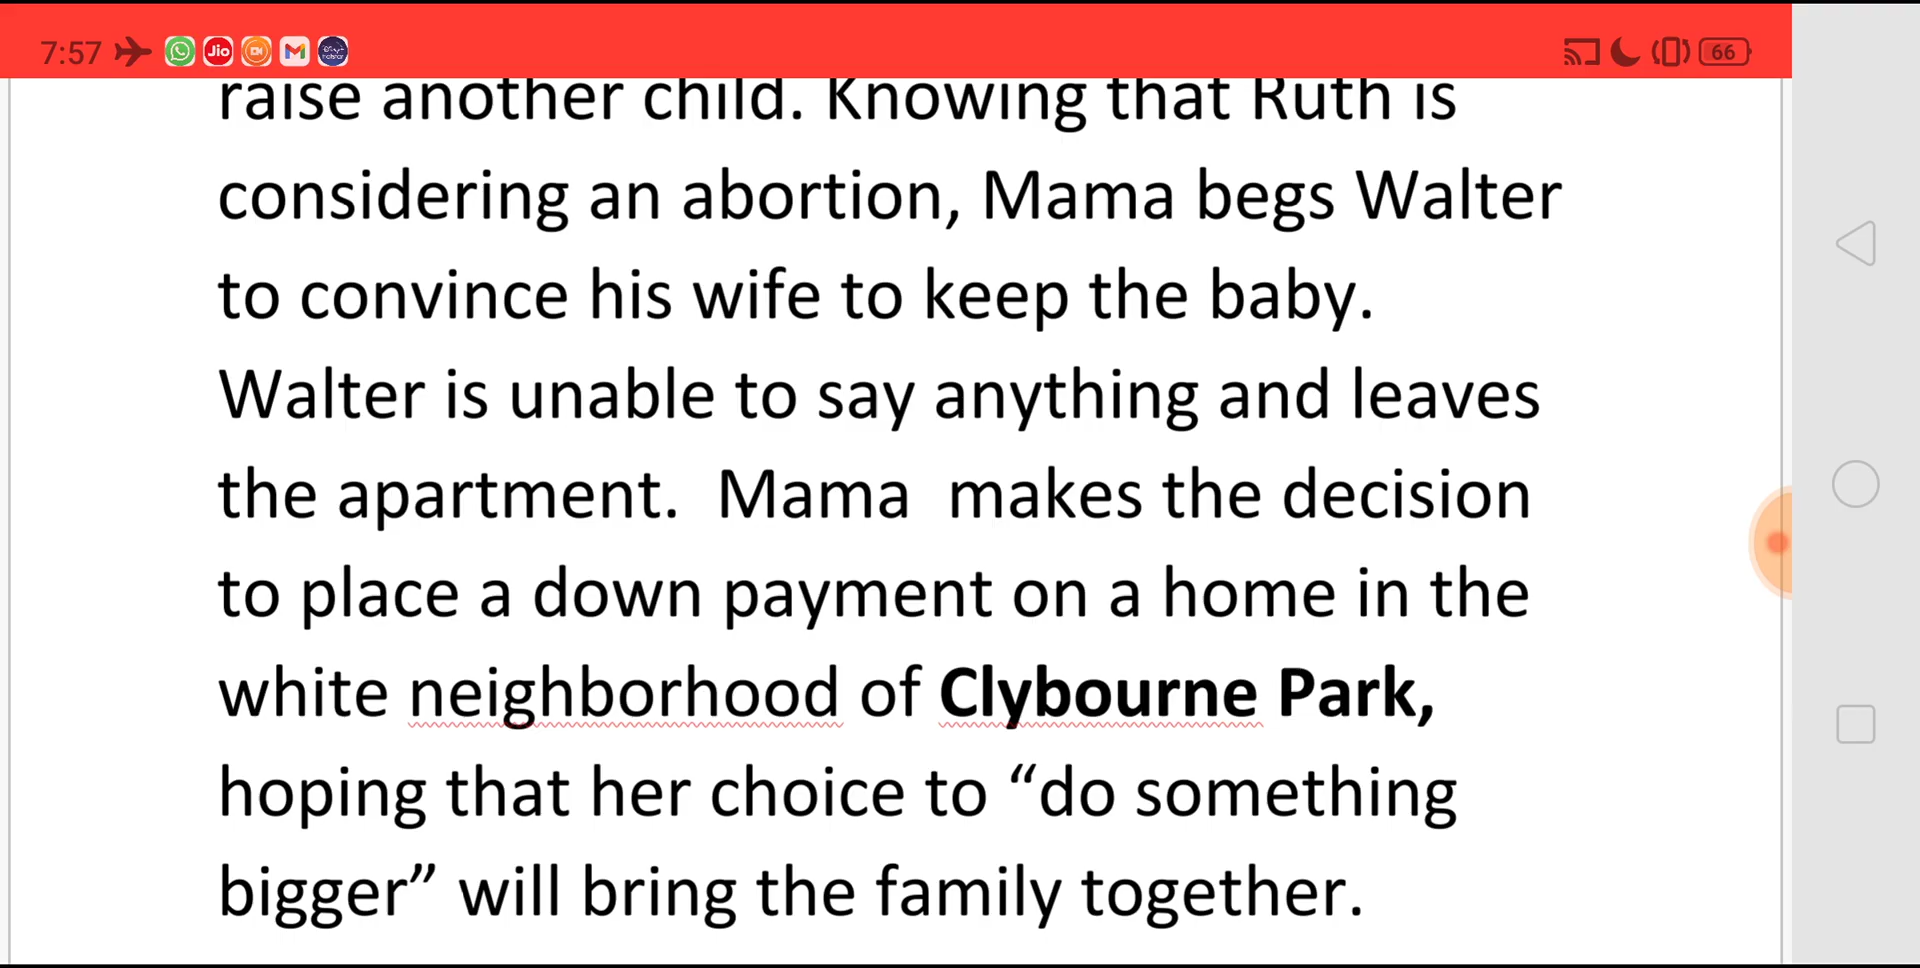 7:57 Jio 66
raise another child. Knowing that Ruth is
considering an abortion, Mama begs Walter
to convince his wife to keep the baby.
Walter is unable to say anything and leaves
the apartment.  Mama  makes the decision
to place a down payment on a home in the
white neighborhood of Clybourne Park,
hoping that her choice to “do something
bigger” will bring the family together.